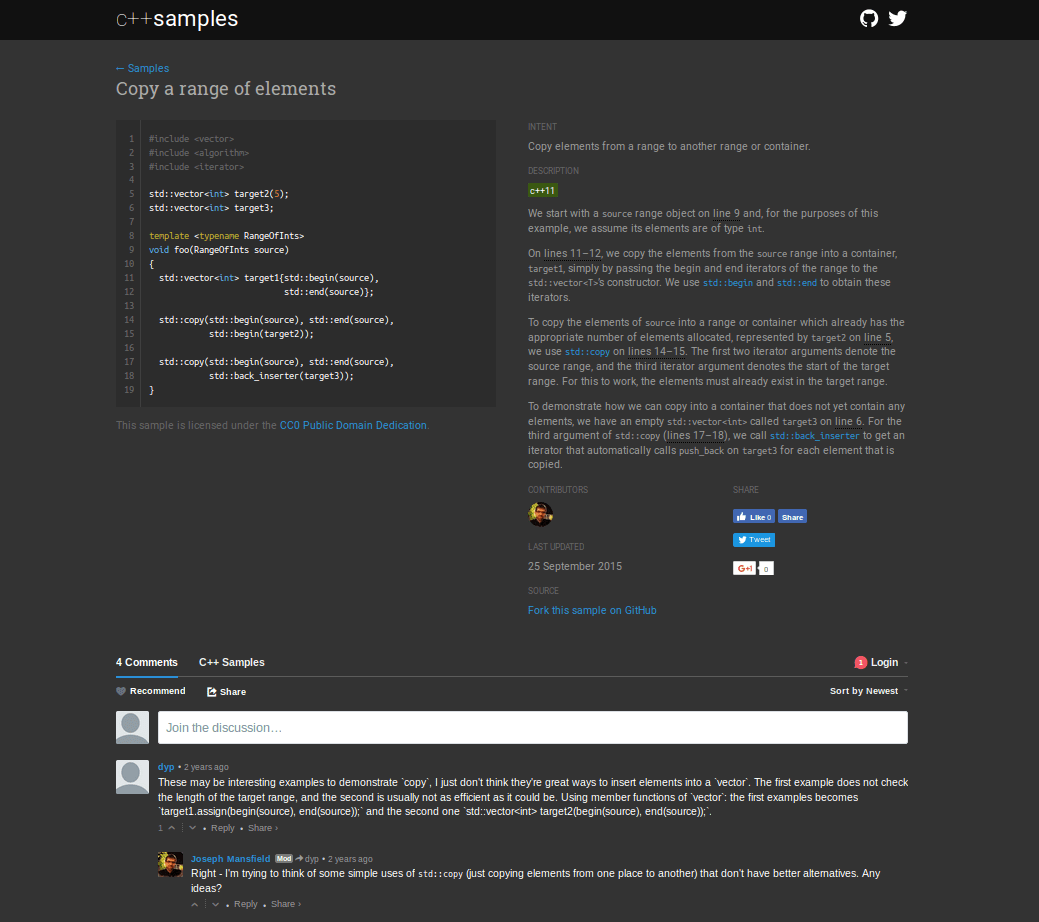 c++samples
← Samples
Copy a range of elements
1 #include <vector>
2 #include <algorithm>
3 #include <iterator>
4
5 std::vector<int> target2(5);
6 std::vector<int> target3;
7
8 template <typename RangeOfInts>
9 void foo(RangeOfInts source)
10 {
11 std::vector<int> target1{std::begin(source),
12 std::end(source)};
13
14 std::copy(std::begin(source), std::end(source),
15 std::begin(target2));
16
17 std::copy(std::begin(source), std::end(source),
18 std::back_inserter(target3));
19 }
This sample is licensed under the CC0 Public Domain Dedication.
INTENT
Copy elements from a range to another range or container.
DESCRIPTION
c++11
We start with a source range object on line 9 and, for the purposes of this
example, we assume its elements are of type int.
On lines 11–12, we copy the elements from the source range into a container,
target1, simply by passing the begin and end iterators of the range to the
std::vector<T>'s constructor. We use std::begin and std::end to obtain these
iterators.
To copy the elements of source into a range or container which already has the
appropriate number of elements allocated, represented by target2 on line 5,
we use std::copy on lines 14–15. The first two iterator arguments denote the
source range, and the third iterator argument denotes the start of the target
range. For this to work, the elements must already exist in the target range.
To demonstrate how we can copy into a container that does not yet contain any
elements, we have an empty std::vector<int> called target3 on line 6. For the
third argument of std::copy (lines 17–18), we call std::back_inserter to get an
iterator that automatically calls push_back on target3 for each element that is
copied.
CONTRIBUTORS
LAST UPDATED
25 September 2015
SOURCE
Fork this sample on GitHub
SHARE
Like 0 Share
Tweet
G+1 0
4 Comments C++ Samples 1 Login
Recommend Share Sort by Newest
Join the discussion…
dyp • 2 years ago
These may be interesting examples to demonstrate `copy`, I just don't think they're great ways to insert elements into a `vector`. The first example does not check
the length of the target range, and the second is usually not as efficient as it could be. Using member functions of `vector`: the first examples becomes
`target1.assign(begin(source), end(source));` and the second one `std::vector<int> target2(begin(source), end(source));`.
1 • Reply • Share ›
Joseph Mansfield Mod dyp • 2 years ago
Right - I'm trying to think of some simple uses of std::copy (just copying elements from one place to another) that don't have better alternatives. Any
ideas?
• Reply • Share ›